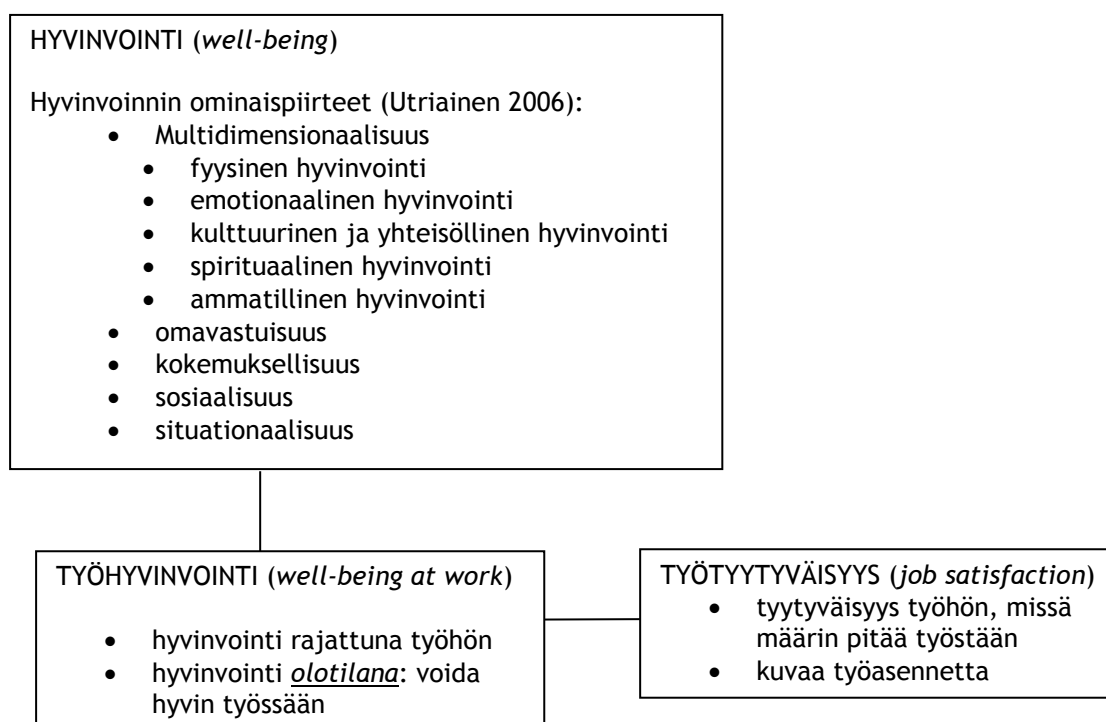 HYVINVOINTI (well-being)
Hyvinvoinnin ominaispiirteet (Utriainen 2006):
• Multidimensionaalisuus
• fyysinen hyvinvointi
• emotionaalinen hyvinvointi
• kulttuurinen ja yhteisöllinen hyvinvointi
• spirituaalinen hyvinvointi
• ammatillinen hyvinvointi
• omavastuisuus
• kokemuksellisuus
• sosiaalisuus
• situationaalisuus
TYÖHYVINVOINTI (well-being at work)
• hyvinvointi rajattuna työhön
• hyvinvointi olotilana: voida
hyvin työssään
TYÖTYYTYVÄISYYS (job satisfaction)
• tyytyväisyys työhön, missä
määrin pitää työstään
• kuvaa työasennetta